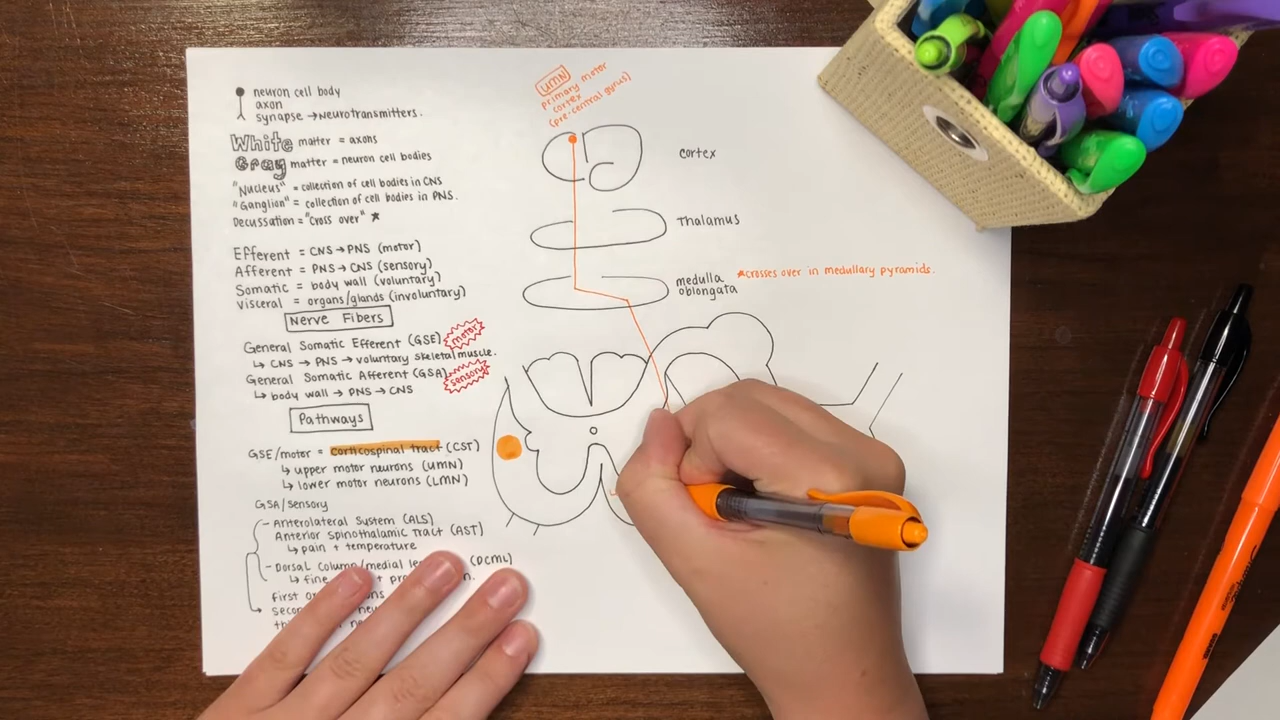 neuron cell body
axon
synapse → Neurotransmitters.
White matter = axons
Gray matter = neuron cell bodies
"Nucleus" = collection of cell bodies in CNS
"Ganglion" = collection of cell bodies in PNS.
Decussation = "Cross over" *
Efferent = CNS → PNS (motor)
Afferent = PNS → CNS (sensory)
Somatic = body wall (voluntary)
Visceral = organs/glands (involuntary)
Nerve Fibers
General Somatic Efferent (GSE) motor
↳ CNS → PNS → voluntary skeletal muscle.
General Somatic Afferent (GSA) sensory
↳ body wall → PNS → CNS
Pathways
GSE/motor = corticospinal tract (CST)
↳ upper motor neurons (UMN)
↳ lower motor neurons (LMN)
GSA/sensory
- Anterolateral System (ALS)
Anterior Spinothalamic Tract (AST)
↳ pain + temperature
- Dorsal Column/medial (DCML)
↳ fine +
first
UMN
primary motor
cortex
(pre-central gyrus)
cortex
Thalamus
medulla
oblongata
*crosses over in medullary pyramids.